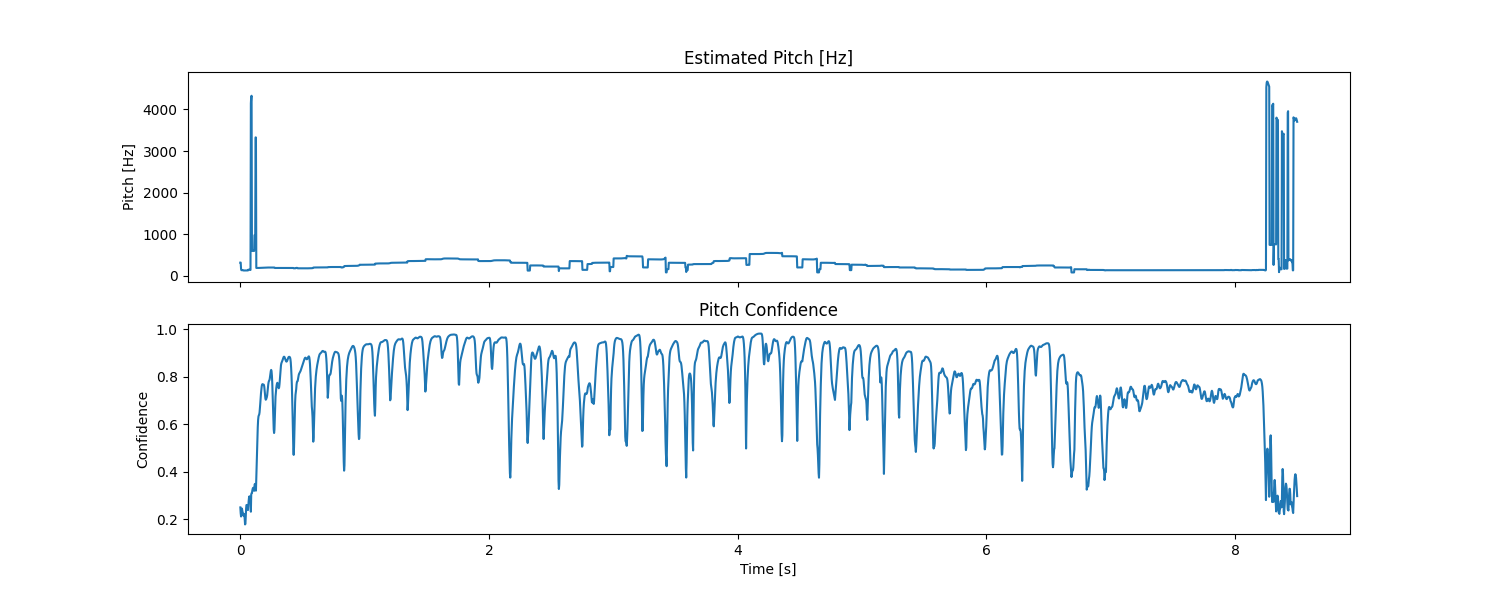 Estimated Pitch [Hz]
Pitch [Hz]
4000
3000
2000
1000
0
Pitch Confidence
Confidence
1.0
0.8
0.6
0.4
0.2
0 2 4 6 8
Time [s]